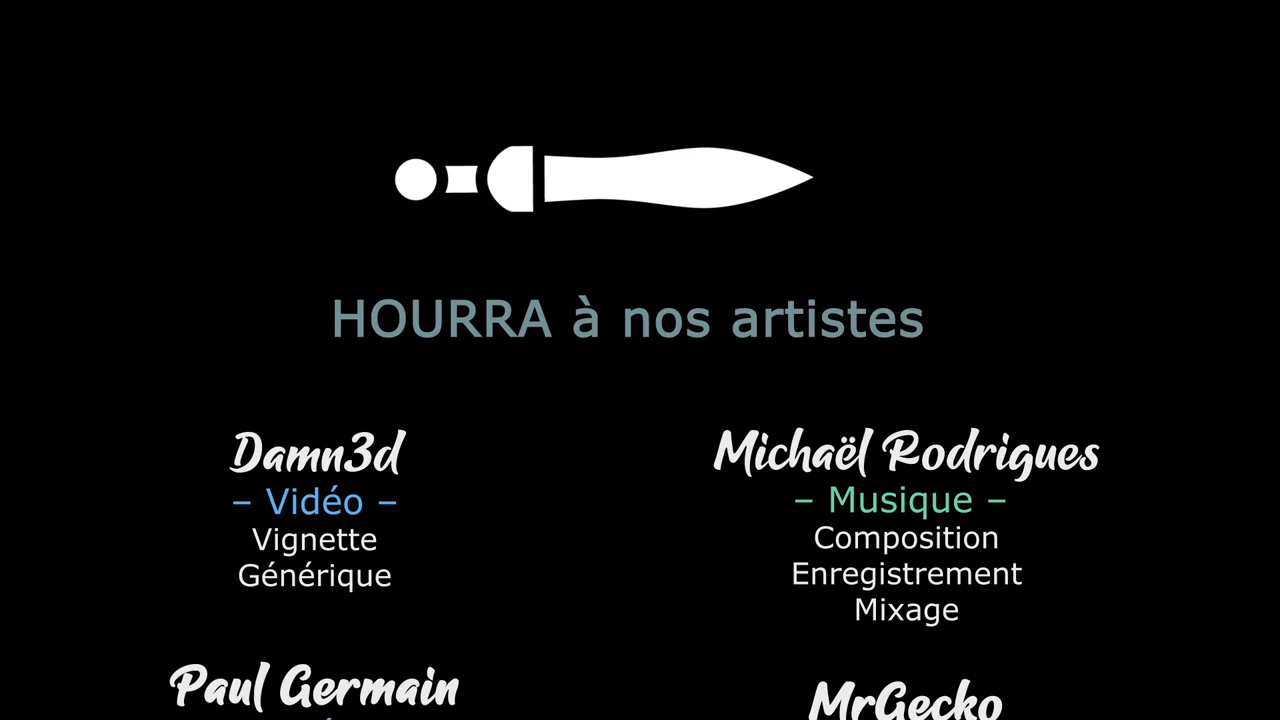 HOURRA à nos artistes
Damn3d
– Vidéo –
Vignette
Générique
Michaël Rodrigues
– Musique –
Composition
Enregistrement
Mixage
Paul Germain
MrGecko